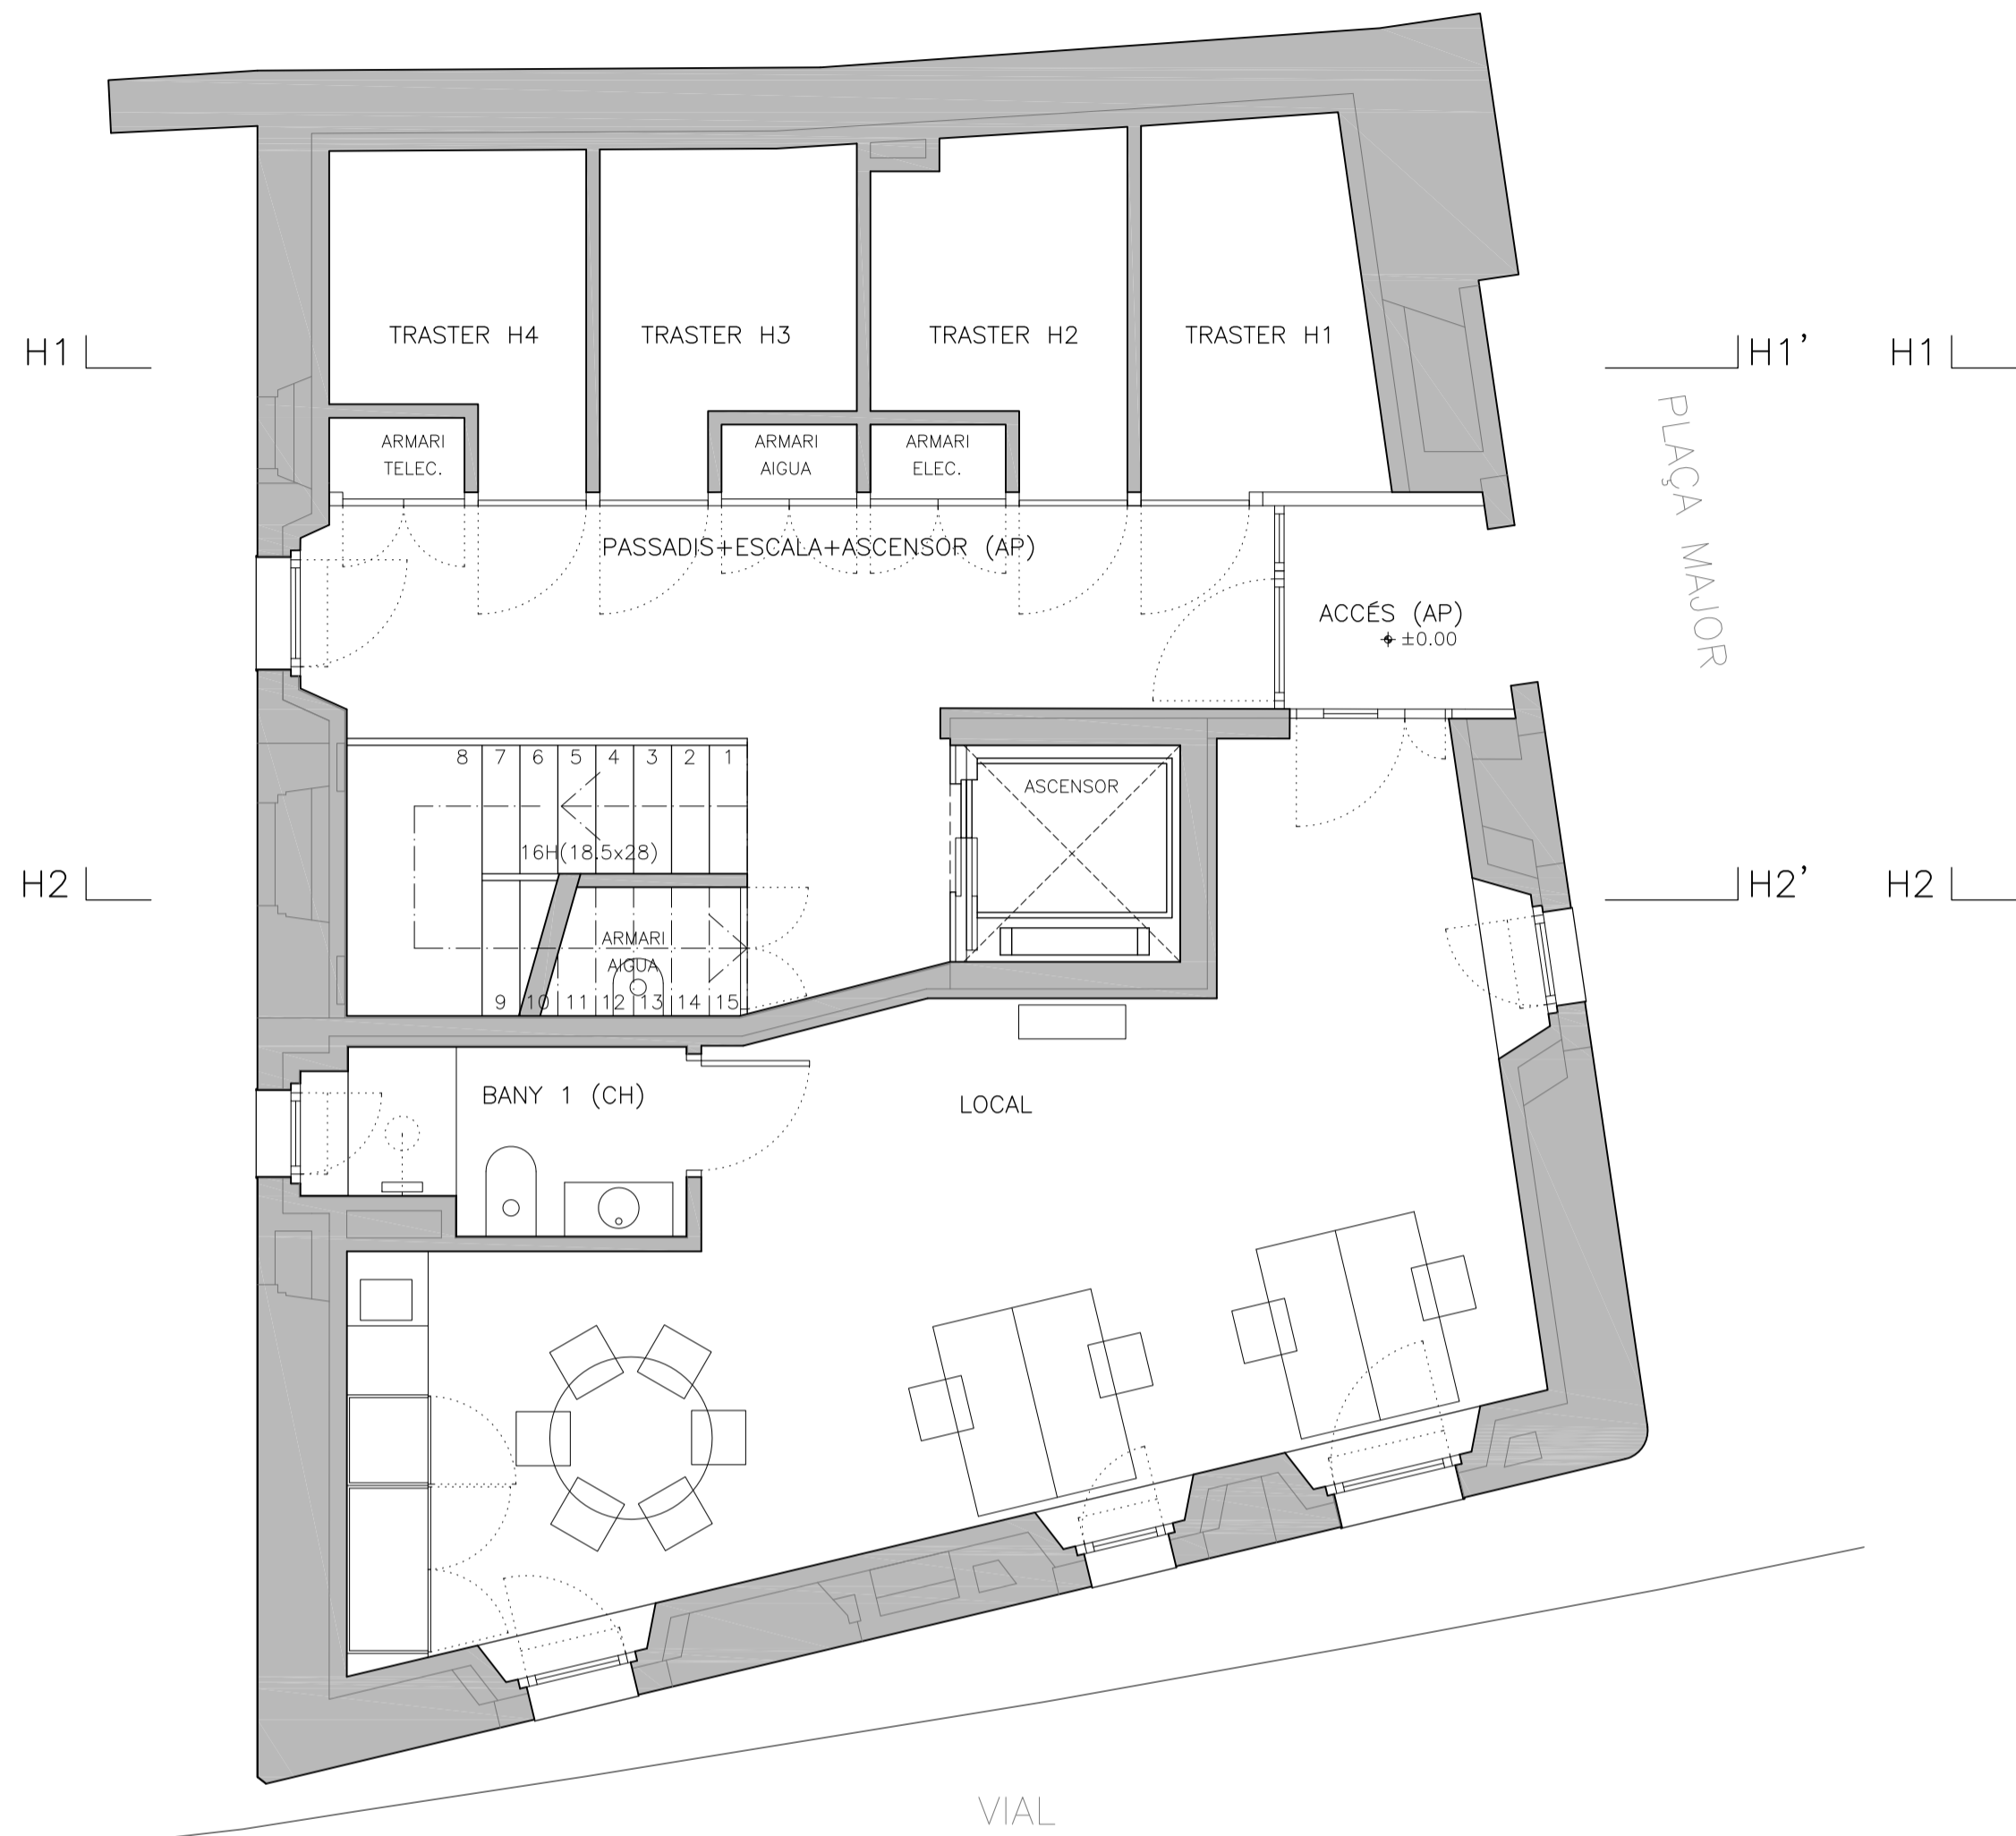 TRASTER H4
TRASTER H3
TRASTER H2
TRASTER H1
H1
H1'
H1
PLAÇA MAJOR
ARMARI
TELEC.
ARMARI
AIGUA
ARMARI
ELEC.
PASSADIS+ESCALA+ASCENSOR (AP)
ACCÉS (AP)
±0.00
8 7 6 5 4 3 2 1
ASCENSOR
16H(18.5x28)
H2
H2'
H2
ARMARI
AIGUA
9 10 11 12 13 14 15
BANY 1 (CH)
LOCAL
VIAL